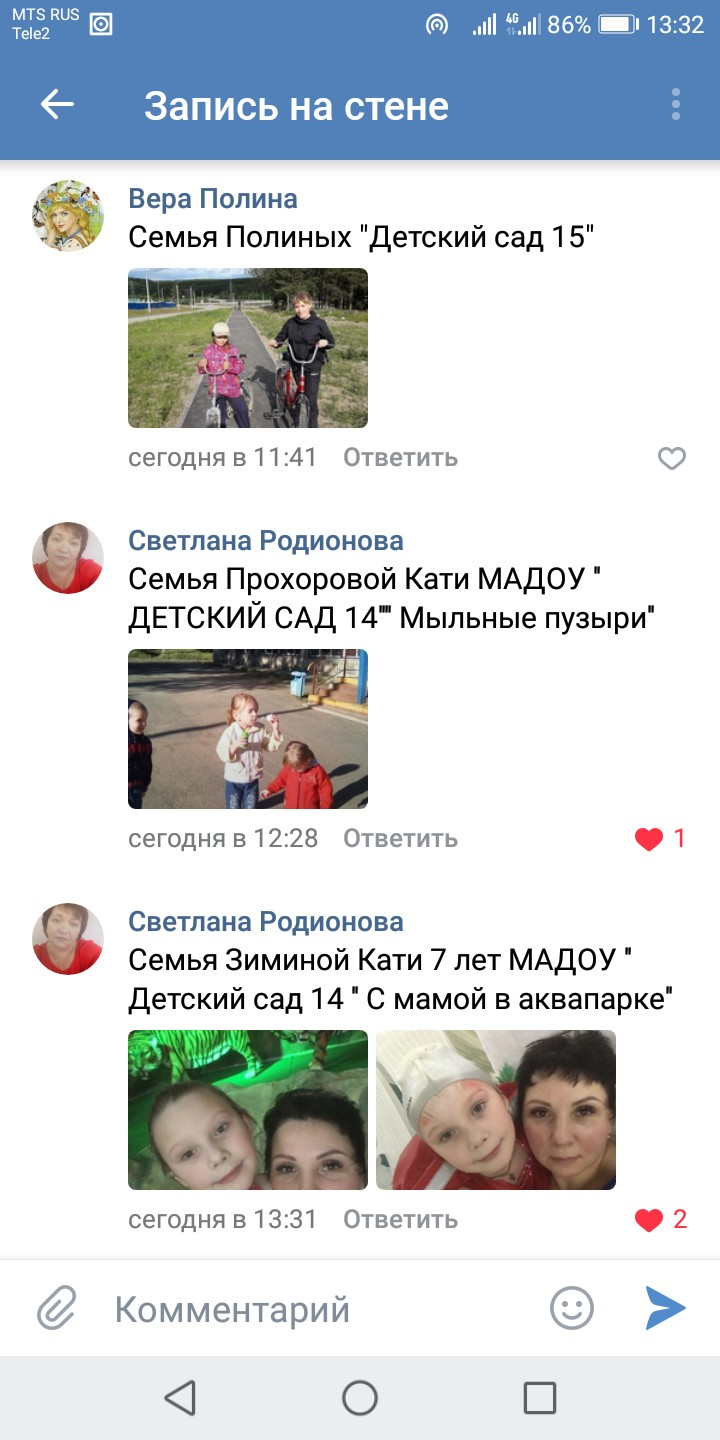 MTS RUS
Tele2
4G
86%
13:32
Запись на стене
Вера Полина
Семья Полиных "Детский сад 15"
сегодня в 11:41 Ответить
Светлана Родионова
Семья Прохоровой Кати МАДОУ "
ДЕТСКИЙ САД 14"" Мыльные пузыри"
сегодня в 12:28 Ответить
1
Светлана Родионова
Семья Зиминой Кати 7 лет МАДОУ "
Детский сад 14 " С мамой в аквапарке"
сегодня в 13:31 Ответить
2
Комментарий